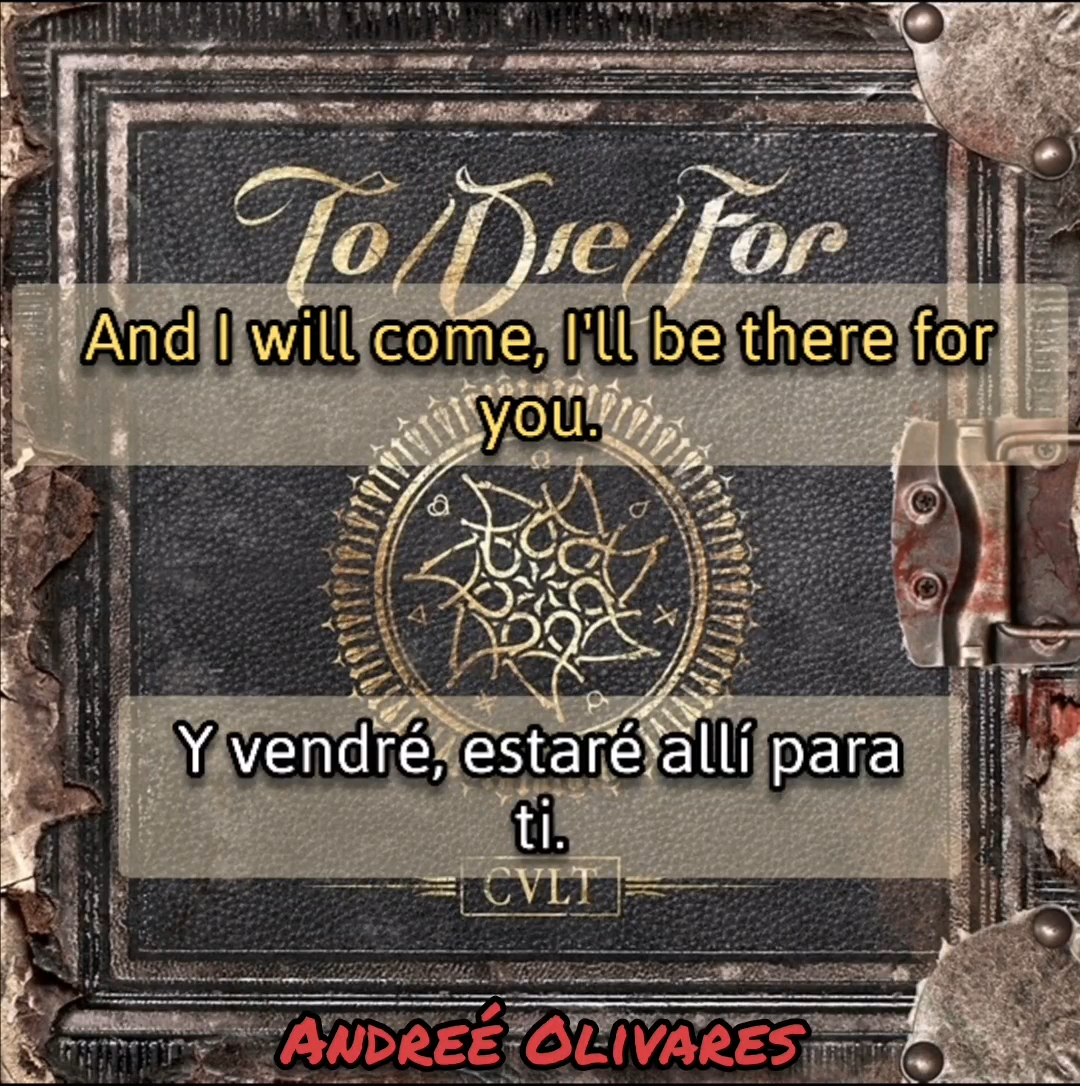 To/Die/For
And I will come, I'll be there for
you.
Y vendré, estaré allí para
ti.
CVLT
ANDREÉ OLIVARES